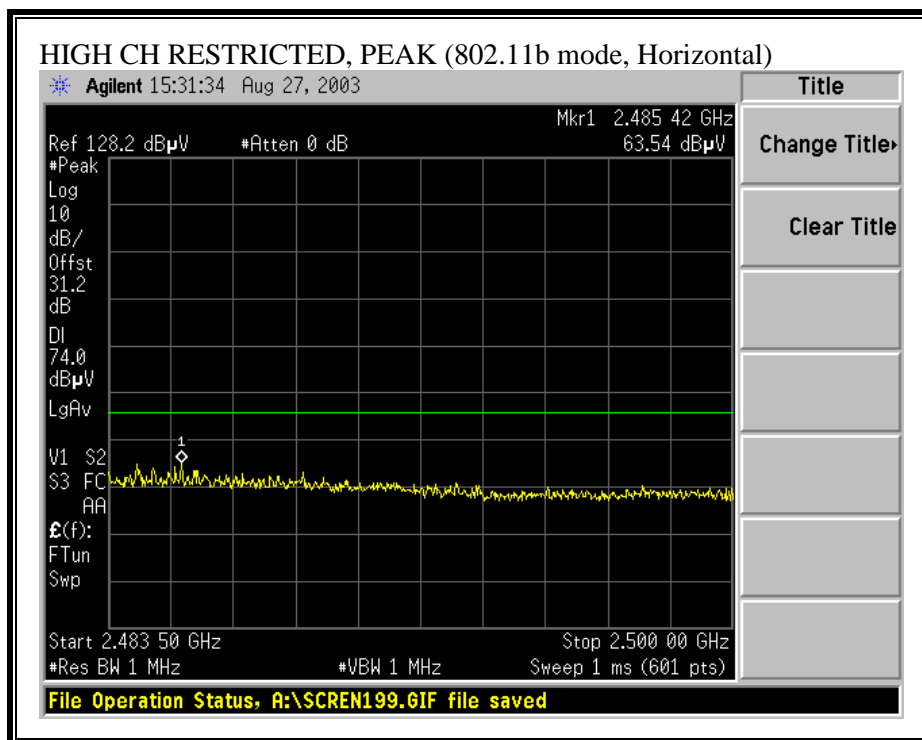 HIGH CH RESTRICTED, PEAK (802.11b mode, Horizontal)
Agilent 15:31:34 Aug 27, 2003
Title
Mkr1 2.485 42 GHz
Ref 128.2 dBµV #Atten 0 dB 63.54 dBµV
#Peak
Log
10
dB/
Offst
31.2
dB
DI
74.0
dBµV
LgAv
1
V1 S2
S3 FC
AA
£(f):
FTun
Swp
Start 2.483 50 GHz Stop 2.500 00 GHz
#Res BW 1 MHz #VBW 1 MHz Sweep 1 ms (601 pts)
Change Title
Clear Title
File Operation Status, A:\SCREN199.GIF file saved